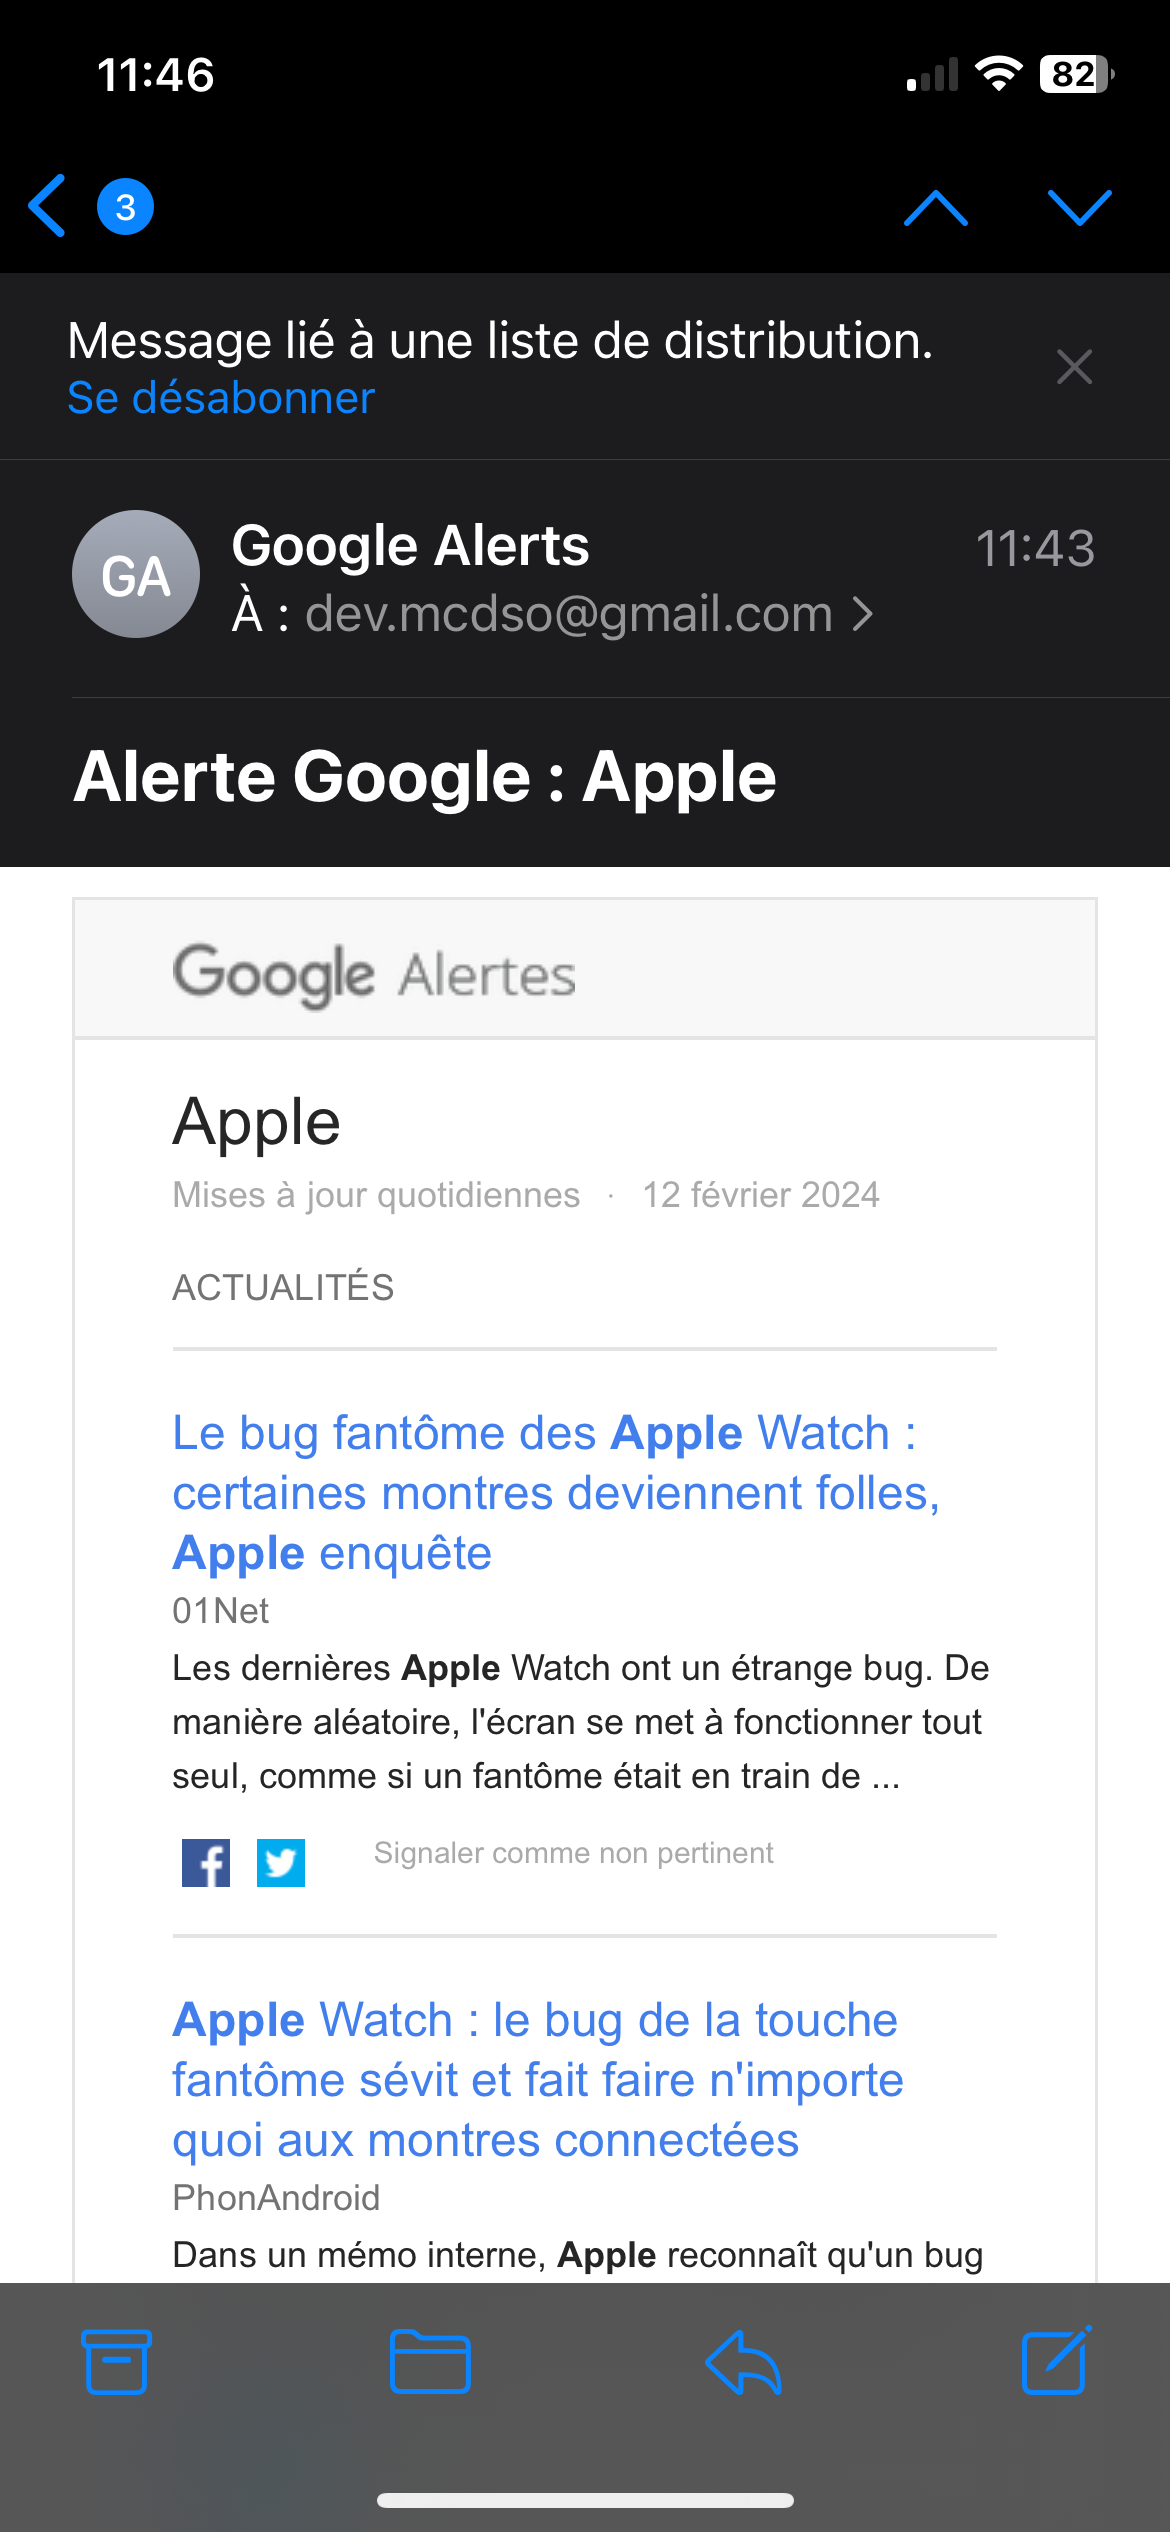 11:46
82
3
Message lié à une liste de distribution.
Se désabonner
GA
Google Alerts
11:43
À : dev.mcdso@gmail.com
Alerte Google : Apple
Google Alertes
Apple
Mises à jour quotidiennes · 12 février 2024
ACTUALITÉS
Le bug fantôme des Apple Watch :
certaines montres deviennent folles,
Apple enquête
01Net
Les dernières Apple Watch ont un étrange bug. De
manière aléatoire, l'écran se met à fonctionner tout
seul, comme si un fantôme était en train de ...
Signaler comme non pertinent
Apple Watch : le bug de la touche
fantôme sévit et fait faire n'importe
quoi aux montres connectées
PhonAndroid
Dans un mémo interne, Apple reconnaît qu'un bug